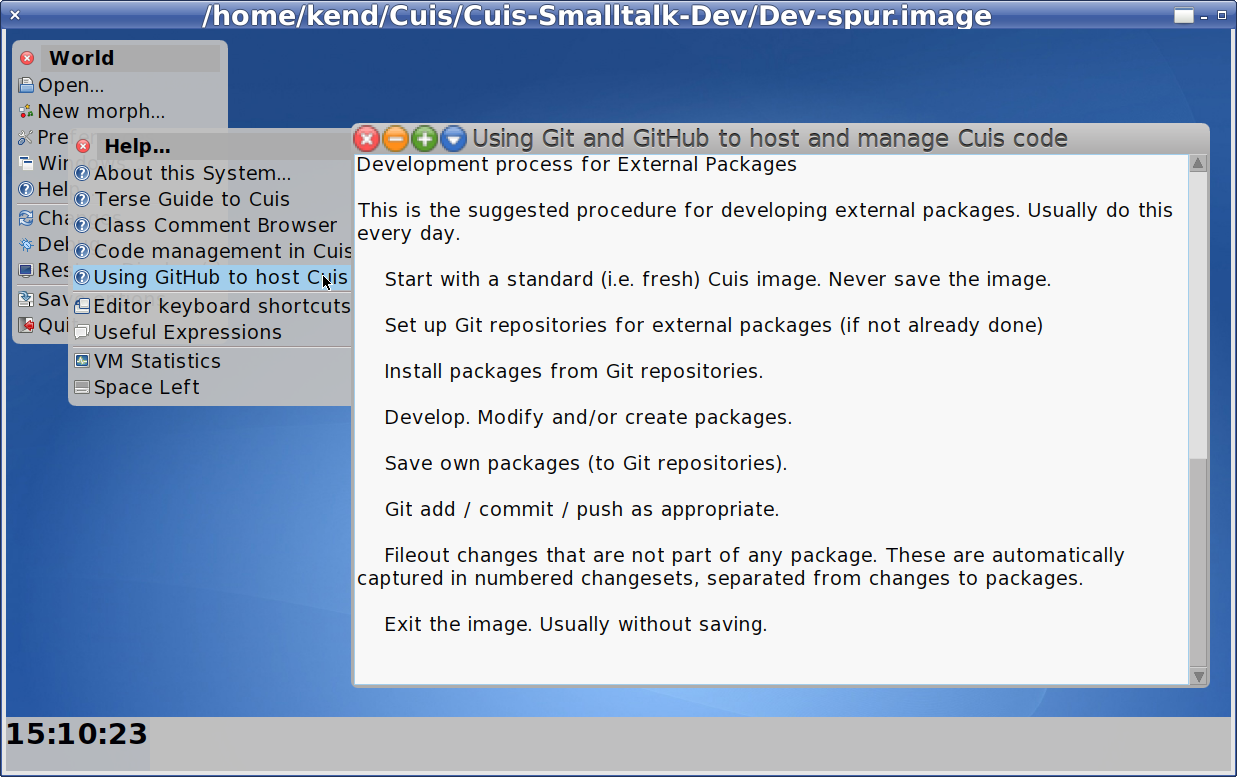 /home/kend/Cuis/Cuis-Smalltalk-Dev/Dev-spur.image
World
Open...
New morph...
Pre
Win
Hel
Cha
Del
Res
Sav
Qui
Help...
About this System...
Terse Guide to Cuis
Class Comment Browser
Code management in Cuis
Using GitHub to host Cuis
Editor keyboard shortcuts
Useful Expressions
VM Statistics
Space Left
Using Git and GitHub to host and manage Cuis code
Development process for External Packages
This is the suggested procedure for developing external packages. Usually do this
every day.
Start with a standard (i.e. fresh) Cuis image. Never save the image.
Set up Git repositories for external packages (if not already done)
Install packages from Git repositories.
Develop. Modify and/or create packages.
Save own packages (to Git repositories).
Git add / commit / push as appropriate.
Fileout changes that are not part of any package. These are automatically
captured in numbered changesets, separated from changes to packages.
Exit the image. Usually without saving.
15:10:23